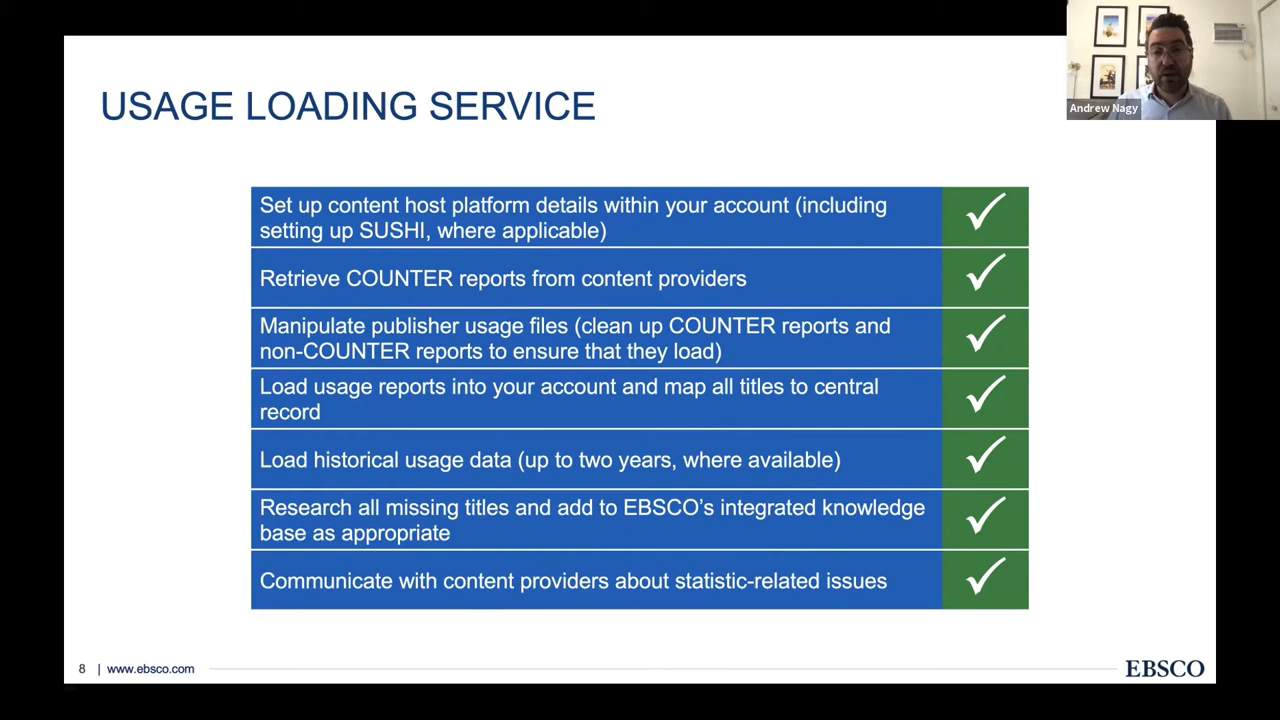 Andrew Nagy
USAGE LOADING SERVICE
Set up content host platform details within your account (including
setting up SUSHI, where applicable)
Retrieve COUNTER reports from content providers
Manipulate publisher usage files (clean up COUNTER reports and
non-COUNTER reports to ensure that they load)
Load usage reports into your account and map all titles to central
record
Load historical usage data (up to two years, where available)
Research all missing titles and add to EBSCO’s integrated knowledge
base as appropriate
Communicate with content providers about statistic-related issues
8 | www.ebsco.com
EBSCO